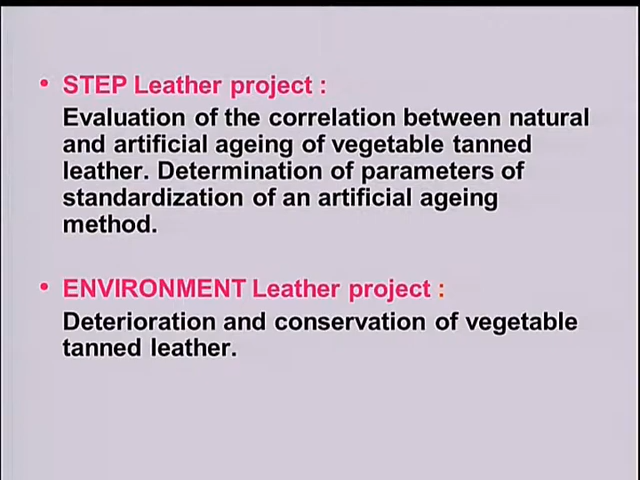 • STEP Leather project :
Evaluation of the correlation between natural
and artificial ageing of vegetable tanned
leather. Determination of parameters of
standardization of an artificial ageing
method.
• ENVIRONMENT Leather project :
Deterioration and conservation of vegetable
tanned leather.